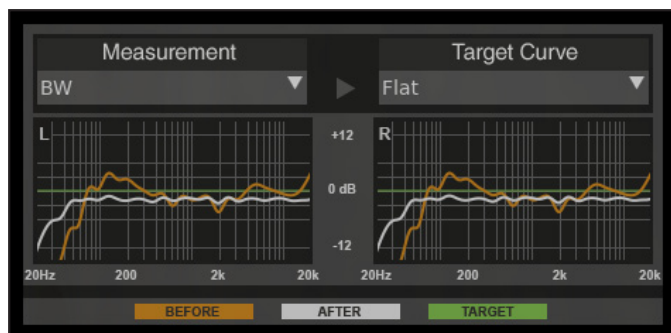 Measurement
Target Curve
BW
Flat
L
+12
R
0 dB
-12
20Hz 200 2k 20k
20Hz 200 2k 20k
BEFORE AFTER TARGET